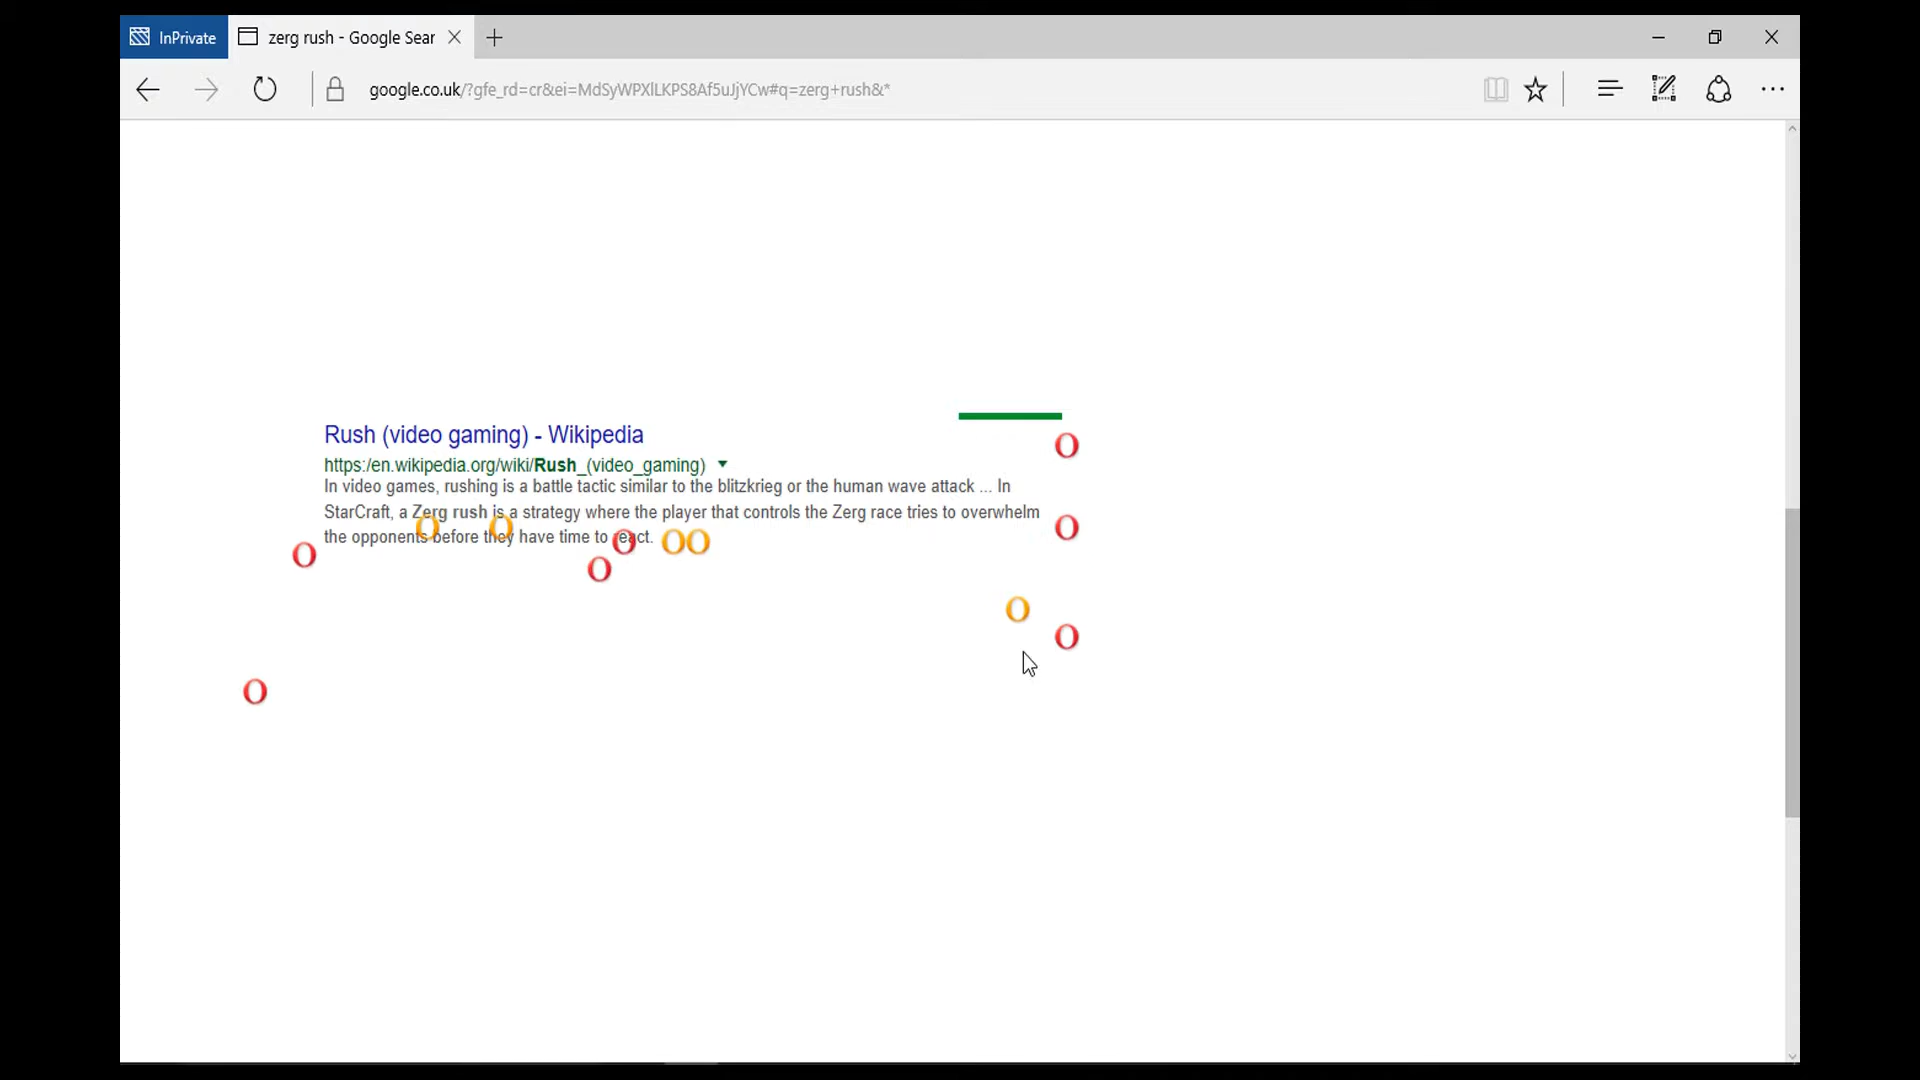 InPrivate
zerg rush - Google Sear
google.co.uk/?gfe_rd=cr&ei=MdSyWPXlLKPS8Af5uJjYCw#q=zerg+rush&*
Rush (video gaming) - Wikipedia
https:/en.wikipedia.org/wiki/Rush_(video_gaming)
In video games, rushing is a battle tactic similar to the blitzkrieg or the human wave attack ... In
StarCraft, a Zerg rush is a strategy where the player that controls the Zerg race tries to overwhelm
the opponents before they have time to react.
O
O
O
O
O
O
O
O
O
O
O
O